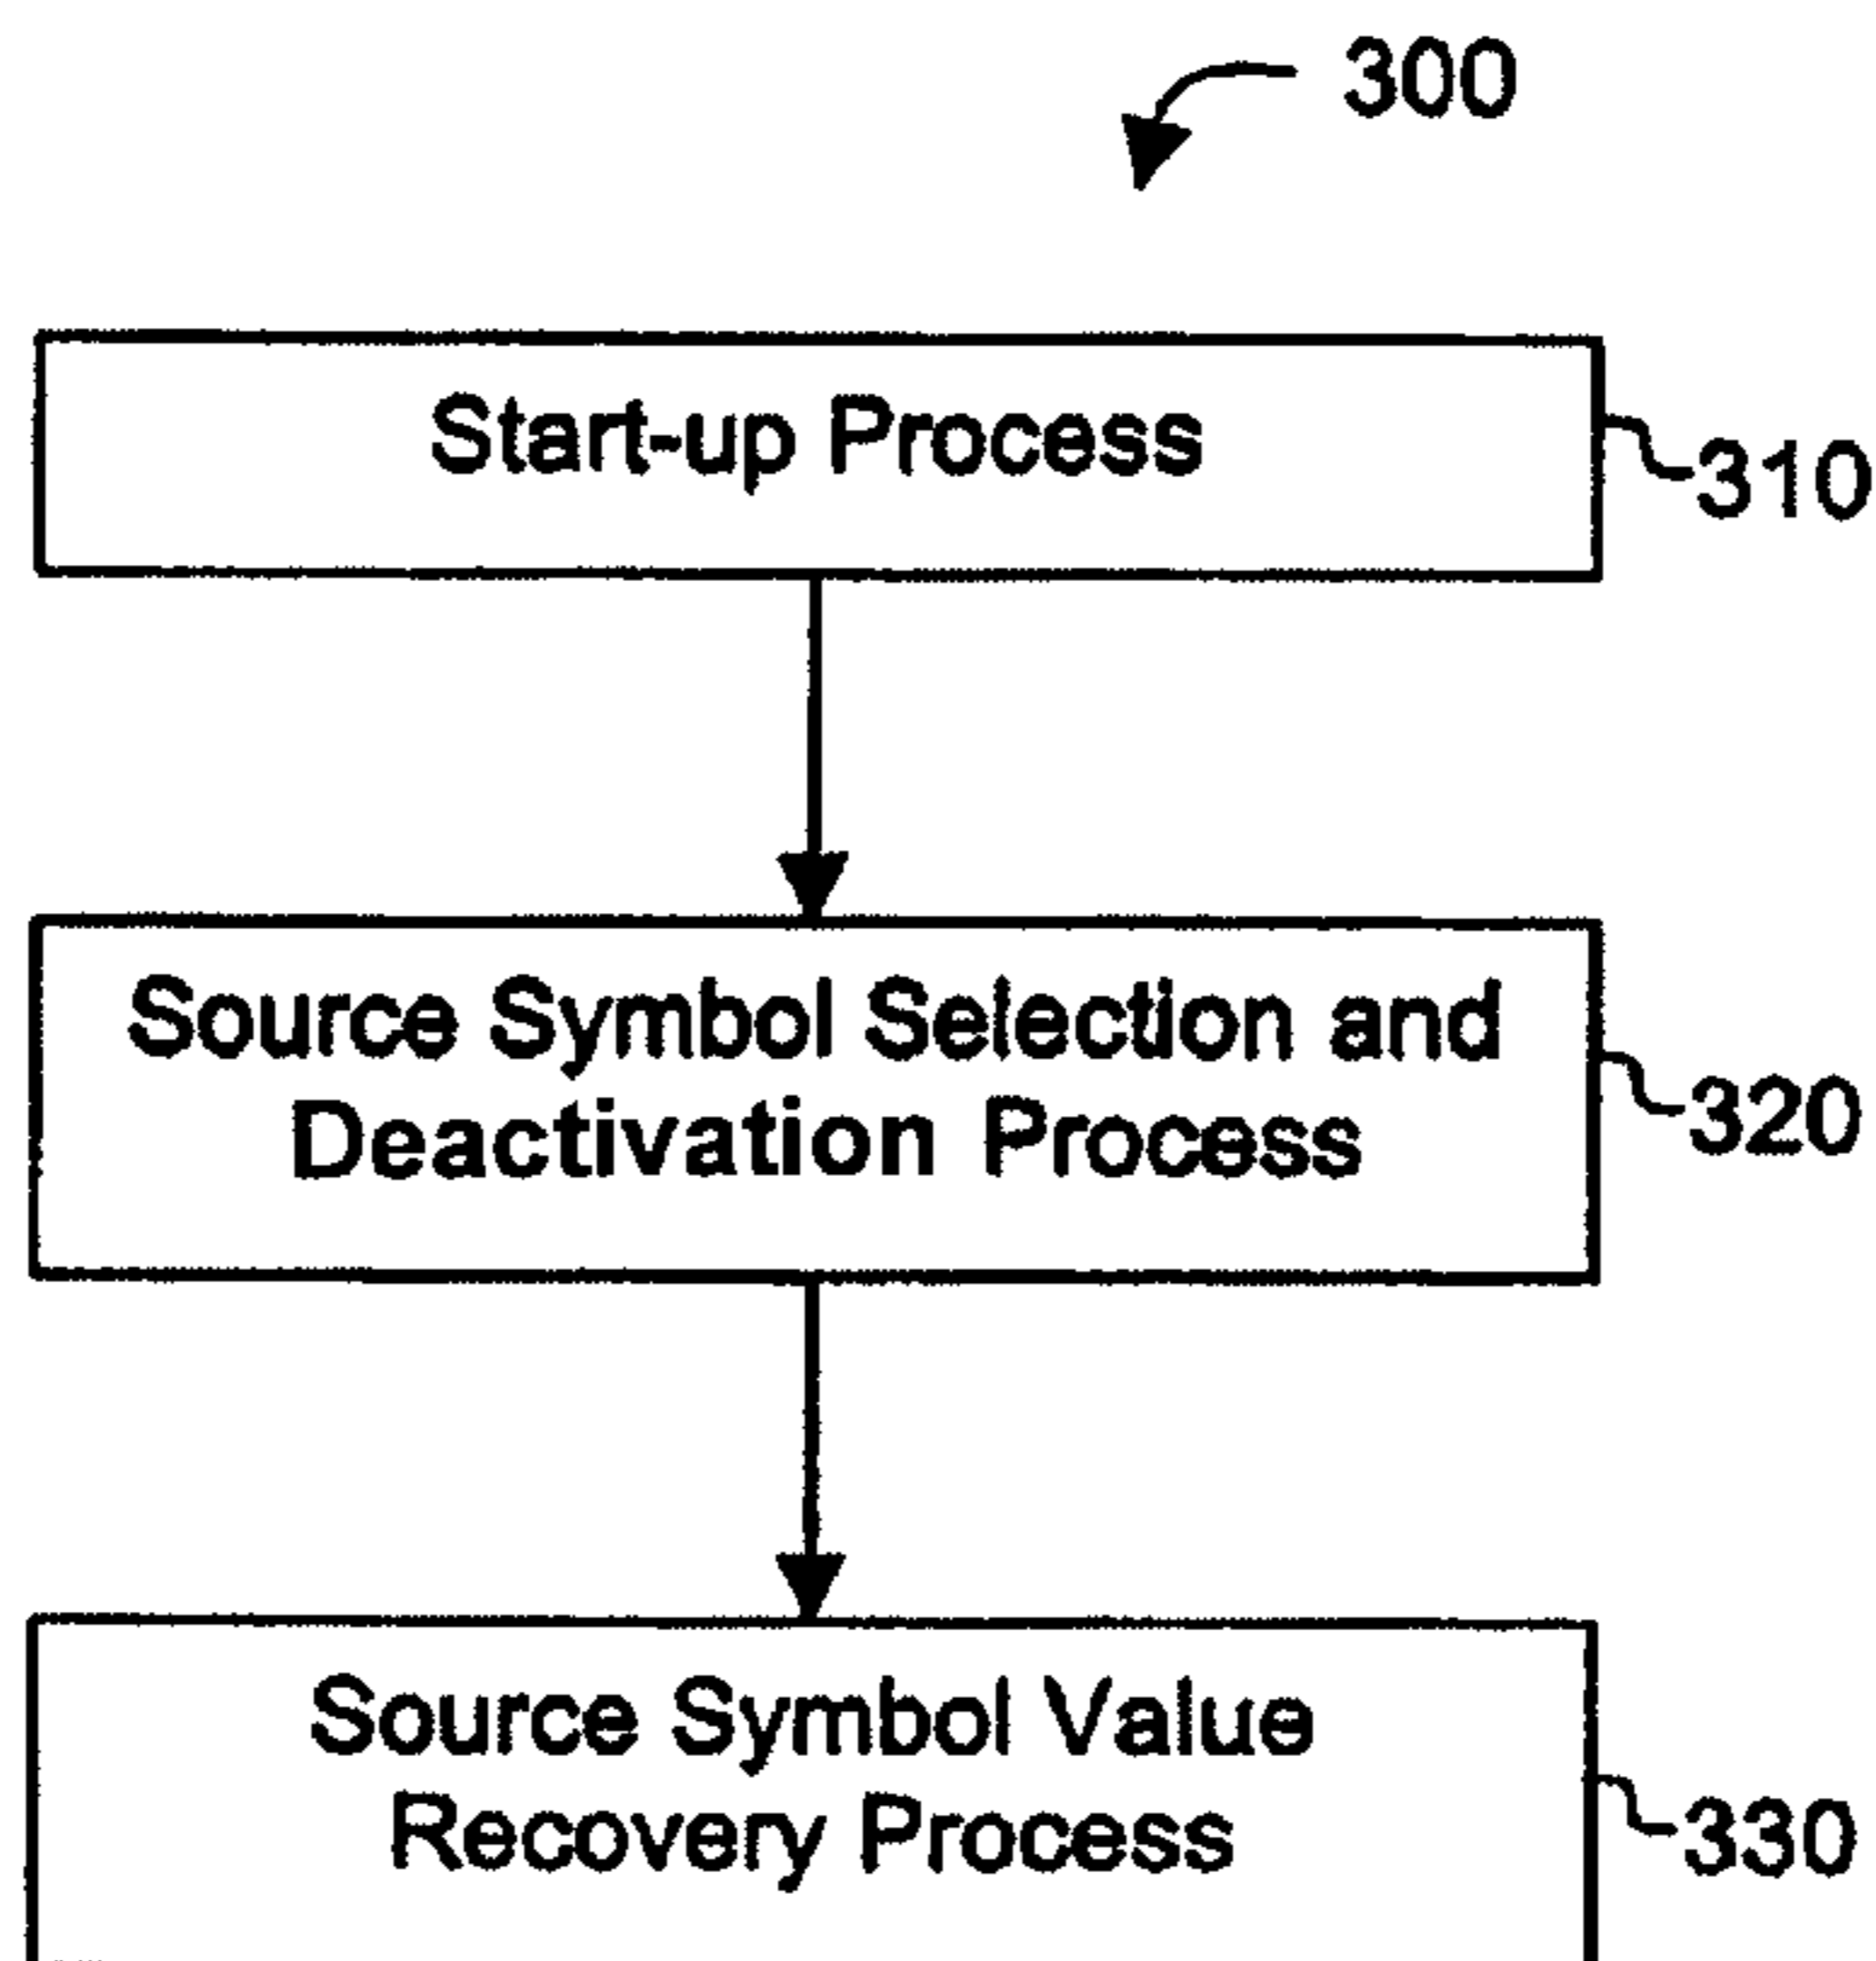 300
Start-up Process
310
Source Symbol Selection and
Deactivation Process
320
Source Symbol Value
Recovery Process
330